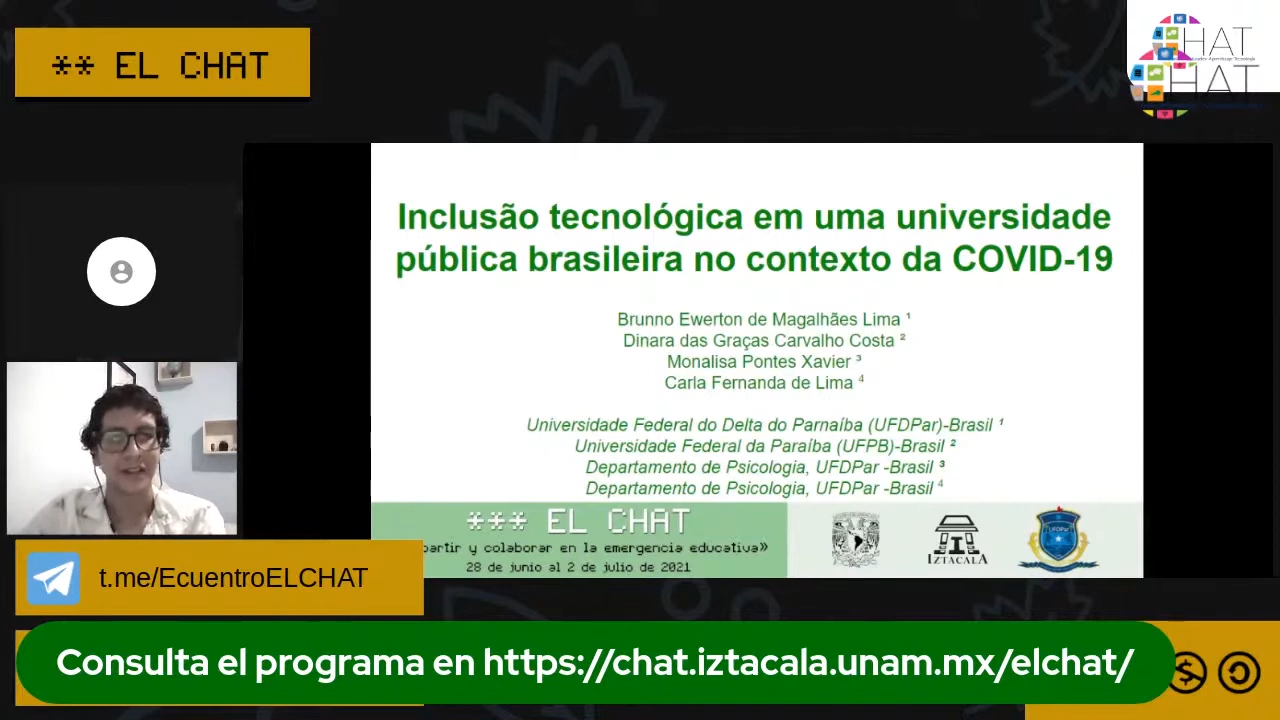 ** EL CHAT
HAT
HAT
Inclusão tecnológica em uma universidade
pública brasileira no contexto da COVID-19
Brunno Ewerton de Magalhães Lima ¹
Dinara das Graças Carvalho Costa ²
Monalisa Pontes Xavier ³
Carla Fernanda de Lima ⁴
Universidade Federal do Delta do Parnaíba (UFDPar)-Brasil ¹
Universidade Federal da Paraíba (UFPB)-Brasil ²
Departamento de Psicologia, UFDPar -Brasil ³
Departamento de Psicologia, UFDPar -Brasil ⁴
*** EL CHAT
partir y colaborar en la emergencia educativa»
28 de junio al 2 de julio de 2021
IZTACALA
UFDPar
t.me/EcuentroELCHAT
Consulta el programa en https://chat.iztacala.unam.mx/elchat/